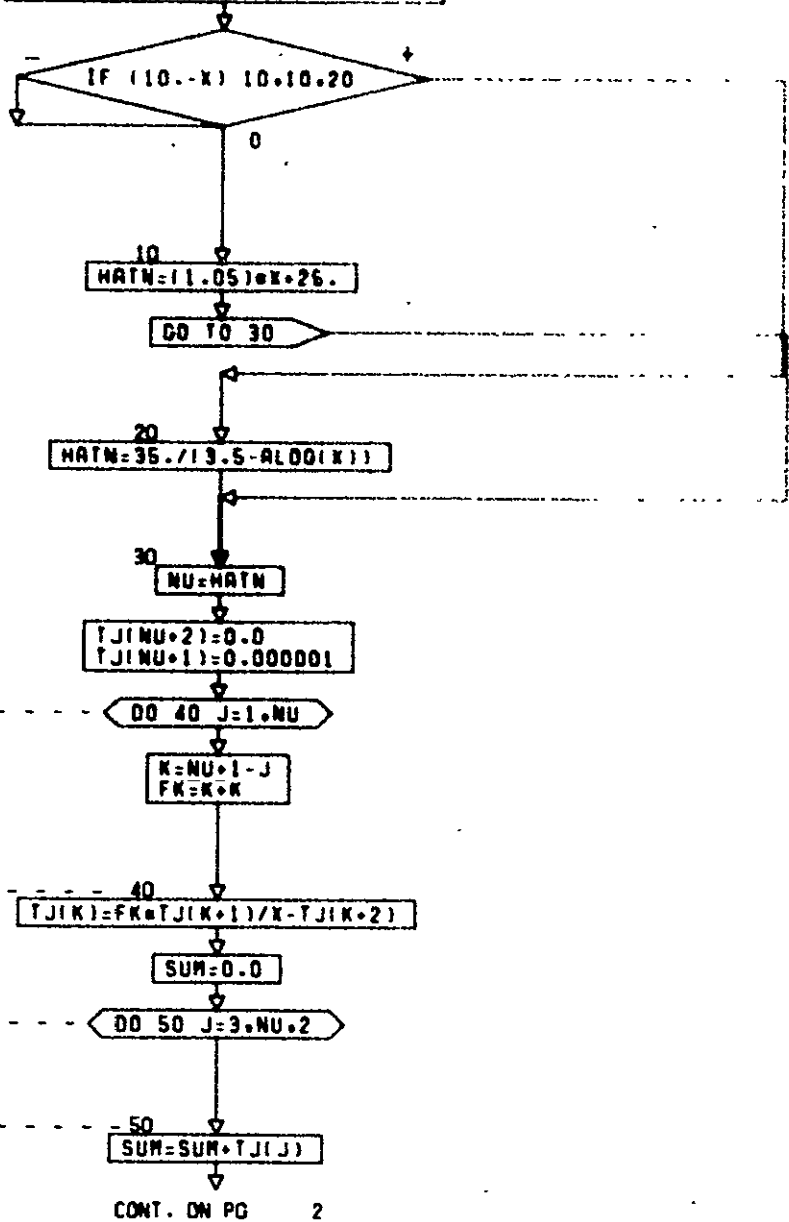 - +
IF (10.-X) 10,10,20
0
10
HATN=(1.05)*X+26.
GO TO 30
20
HATN=35./(3.5-ALOG(X))
30
NU=HATN
TJ(NU+2)=0.0
TJ(NU+1)=0.000001
DO 40 J=1,NU
K=NU+1-J
FK=K+K
40
TJ(K)=FK*TJ(K+1)/X-TJ(K+2)
SUM=0.0
DO 50 J=3,NU,2
50
SUM=SUM+TJ(J)
CONT. ON PG 2